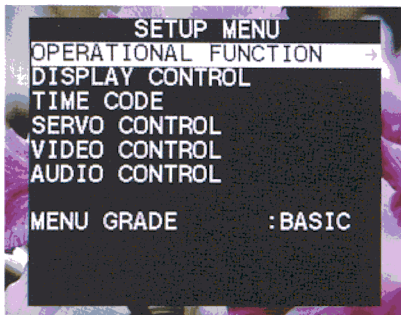 SETUP MENU
OPERATIONAL FUNCTION →
DISPLAY CONTROL
TIME CODE
SERVO CONTROL
VIDEO CONTROL
AUDIO CONTROL
MENU GRADE :BASIC